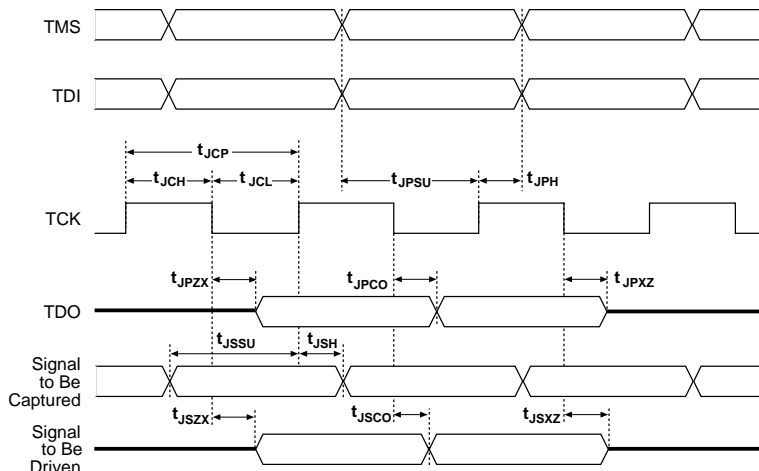 TMS
TDI
tJCP
tJCH
tJCL
tJPSU
tJPH
TCK
tJPZX
tJPCO
tJPXZ
TDO
tJSSU
tJSH
Signal
to Be
Captured
tJSZX
tJSCO
tJSXZ
Signal
to Be
Driven